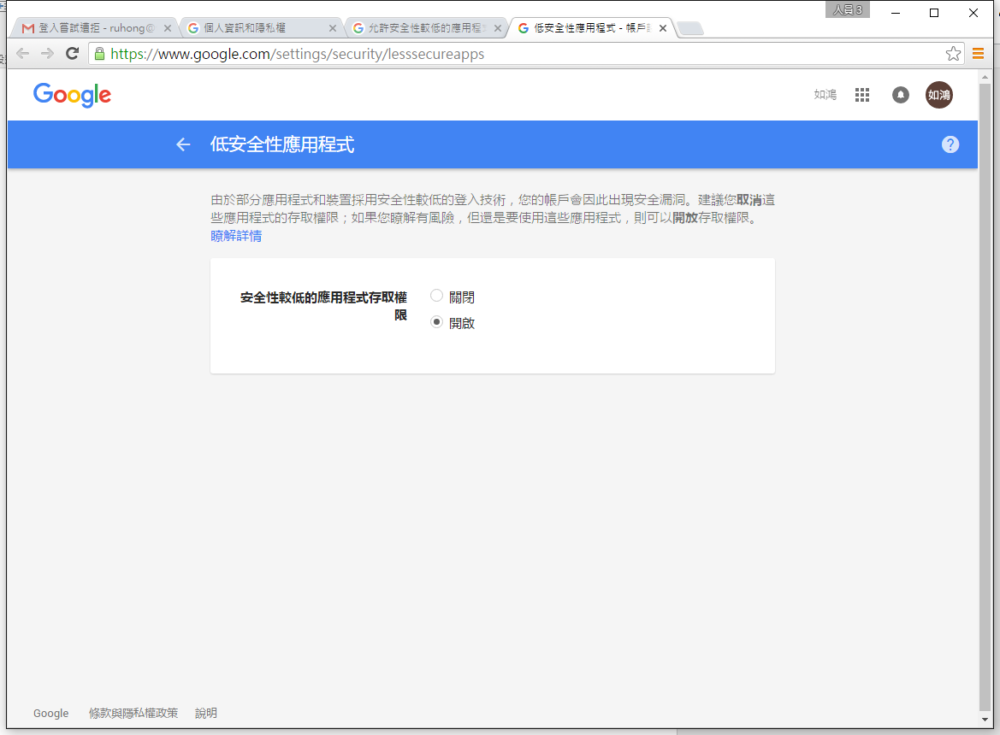 人員 3
登入嘗試遭拒 - ruhong@
個人資訊和隱私權
允許安全性較低的應用程
低安全性應用程式 - 帳戶
https://www.google.com/settings/security/lesssecureapps
Google
如鴻
如鴻
低安全性應用程式
?
由於部分應用程式和裝置採用安全性較低的登入技術，您的帳戶會因此出現安全漏洞。建議您取消這
些應用程式的存取權限；如果您瞭解有風險，但還是要使用這些應用程式，則可以開放存取權限。
瞭解詳情
安全性較低的應用程式存取權
限
關閉
開啟
Google 條款與隱私權政策 說明